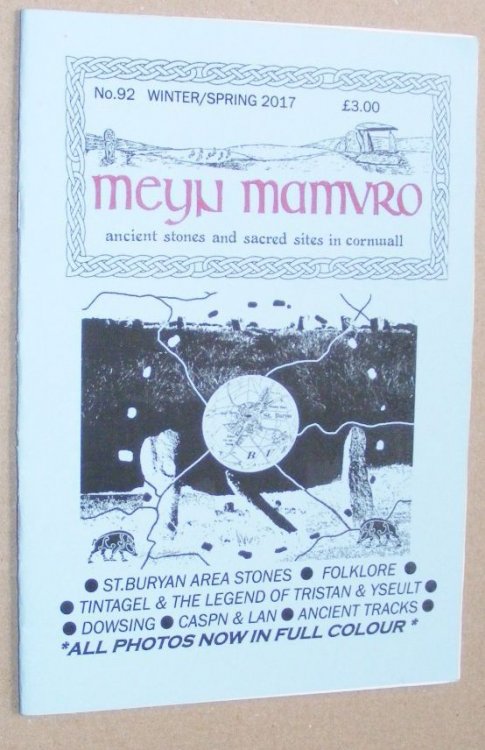 No.92 WINTER/SPRING 2017 £3.00
meyn mamvro
ancient stones and sacred sites in cornwall
St. Buryan
B U
● ST.BURYAN AREA STONES ● FOLKLORE ●
● TINTAGEL & THE LEGEND OF TRISTAN & YSEULT ●
● DOWSING ● CASPN & LAN ● ANCIENT TRACKS ●
*ALL PHOTOS NOW IN FULL COLOUR *